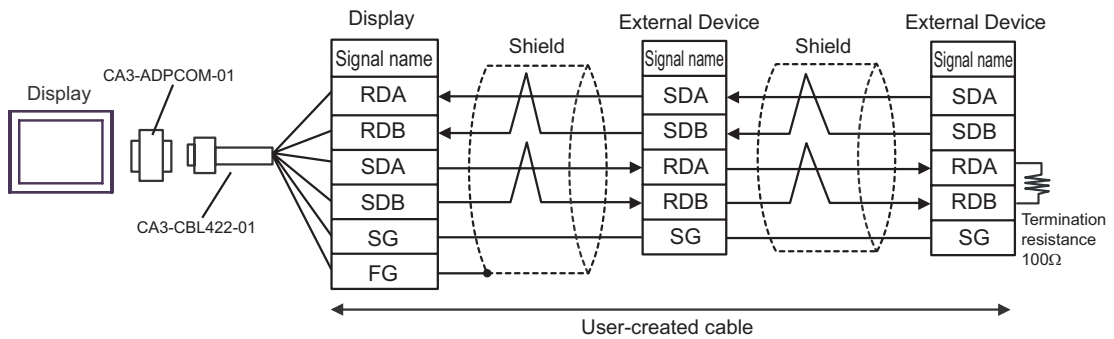 Display
CA3-ADPCOM-01
CA3-CBL422-01
Display
Signal name
RDA
RDB
SDA
SDB
SG
FG
Shield
External Device
Signal name
SDA
SDB
RDA
RDB
SG
Shield
External Device
Signal name
SDA
SDB
RDA
RDB
SG
Termination
resistance
100Ω
User-created cable